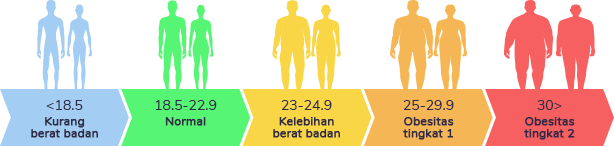 <18.5
Kurang
berat badan
18.5-22.9
Normal
23-24.9
Kelebihan
berat badan
25-29.9
Obesitas
tingkat 1
30>
Obesitas
tingkat 2